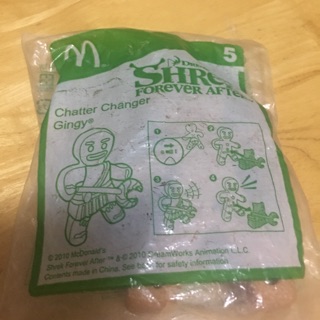 M
5
SHREK
FOREVER AFTER
Chatter Changer
Gingy®
© 2010 McDonald's
Shrek Forever After ™ & © 2010 DreamWorks Animation L.L.C.
Contents made in China. See back for safety information.